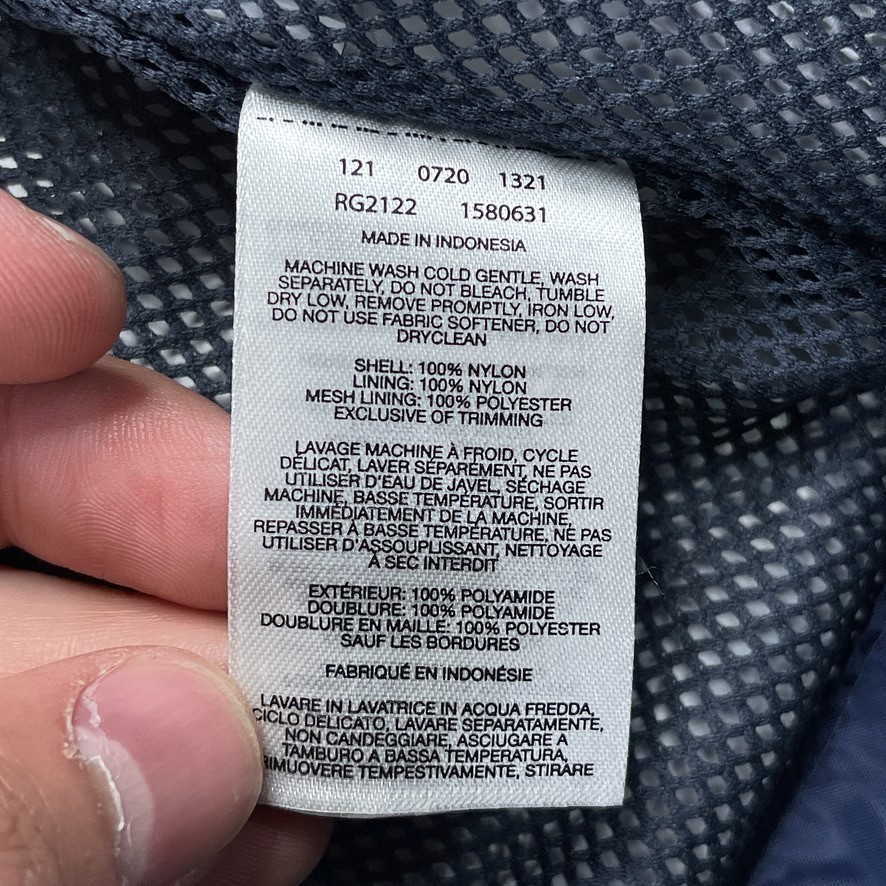 121 0720 1321
RG2122 1580631
MADE IN INDONESIA
MACHINE WASH COLD GENTLE, WASH
SEPARATELY, DO NOT BLEACH, TUMBLE
DRY LOW, REMOVE PROMPTLY, IRON LOW,
DO NOT USE FABRIC SOFTENER, DO NOT
DRYCLEAN
SHELL: 100% NYLON
LINING: 100% NYLON
MESH LINING: 100% POLYESTER
EXCLUSIVE OF TRIMMING
LAVAGE MACHINE À FROID, CYCLE
DÉLICAT, LAVER SÉPARÉMENT, NE PAS
UTILISER D'EAU DE JAVEL, SÉCHAGE
MACHINE, BASSE TEMPÉRATURE, SORTIR
IMMÉDIATEMENT DE LA MACHINE,
REPASSER À BASSE TEMPÉRATURE, NE PAS
UTILISER D'ASSOUPLISSANT, NETTOYAGE
À SEC INTERDIT
EXTÉRIEUR: 100% POLYAMIDE
DOUBLURE: 100% POLYAMIDE
DOUBLURE EN MAILLE: 100% POLYESTER
SAUF LES BORDURES
FABRIQUÉ EN INDONÉSIE
LAVARE IN LAVATRICE IN ACQUA FREDDA,
CICLO DELICATO, LAVARE SEPARATAMENTE,
NON CANDEGGIARE, ASCIUGARE A
TAMBURO A BASSA TEMPERATURA,
RIMUOVERE TEMPESTIVAMENTE, STIRARE